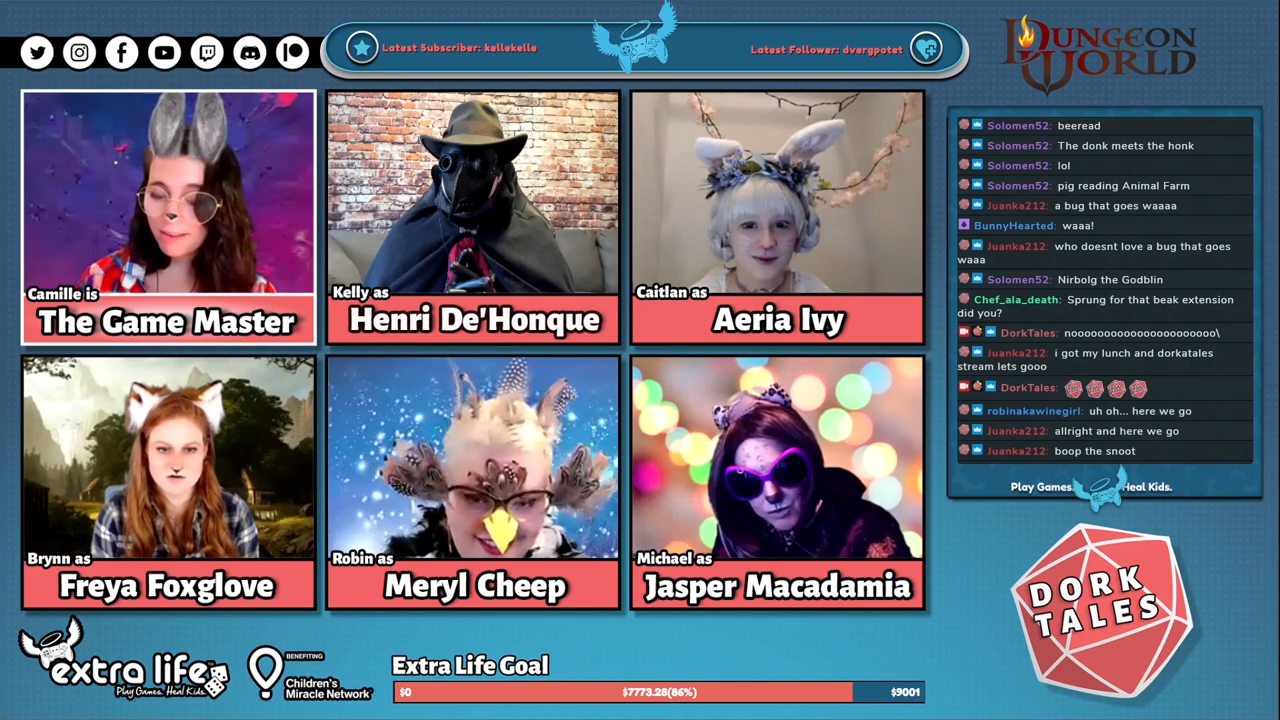 Latest Subscriber: kellekelle
Latest Follower: dvergpotet
DUNGEON
WORLD
Camille is
The Game Master
Kelly as
Henri De'Honque
Caitlan as
Aeria Ivy
Brynn as
Freya Foxglove
Robin as
Meryl Cheep
Michael as
Jasper Macadamia
Solomen52: beeread
Solomen52: The donk meets the honk
Solomen52: lol
Solomen52: pig reading Animal Farm
Juanka212: a bug that goes waaaa
BunnyHearted: waaa!
Juanka212: who doesnt love a bug that goes
waaa
Solomen52: Nirbolg the Godblin
Chef_ala_death: Sprung for that beak extension
did you?
DorkTales: nooooooooooooooooooooooo\
Juanka212: i got my lunch and dorkatales
stream lets gooo
DorkTales:
robinakawinegirl: uh oh... here we go
Juanka212: allright and here we go
Juanka212: boop the snoot
Play Games. Heal Kids.
DORK
TALES
extra life
Play Games. Heal Kids.
BENEFITING
Children's
Miracle Network
Extra Life Goal
$0
$7773.28(86%)
$9001